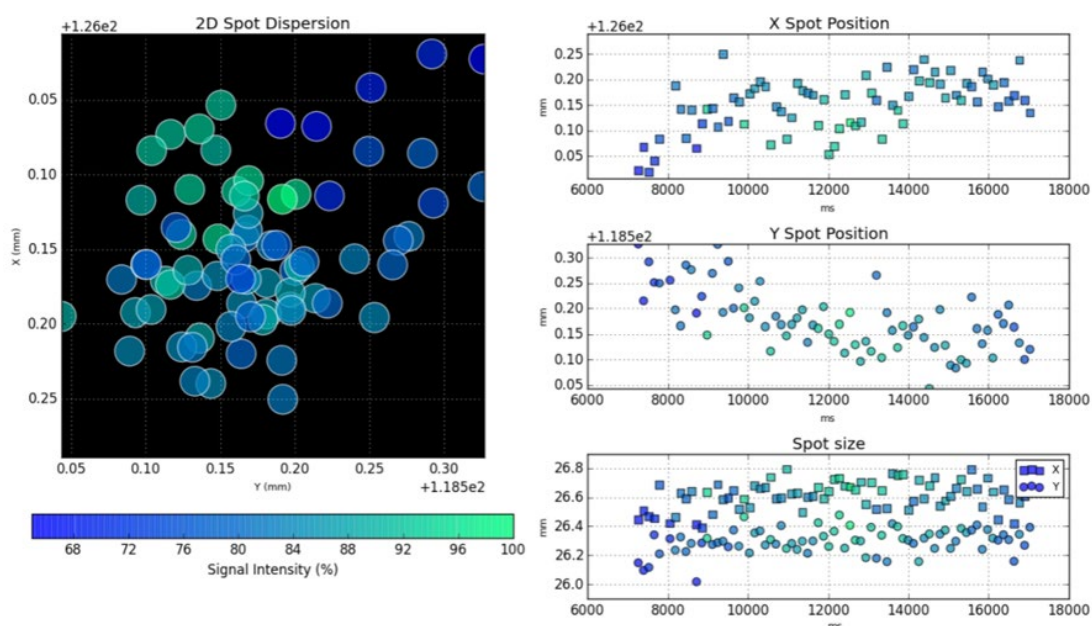 2D Spot Dispersion
+1.26e2
0.05
0.10
0.15
0.20
0.25
X (mm)
0.05 0.10 0.15 0.20 0.25 0.30
Y (mm)
+1.185e2
68 72 76 80 84 88 92 96 100
Signal Intensity (%)
X Spot Position
+1.26e2
0.25
0.20
0.15
0.10
0.05
mm
6000 8000 10000 12000 14000 16000 18000
ms
Y Spot Position
+1.185e2
0.30
0.25
0.20
0.15
0.10
0.05
mm
6000 8000 10000 12000 14000 16000 18000
ms
Spot size
26.8
26.6
26.4
26.2
26.0
mm
X
Y
6000 8000 10000 12000 14000 16000 18000
ms